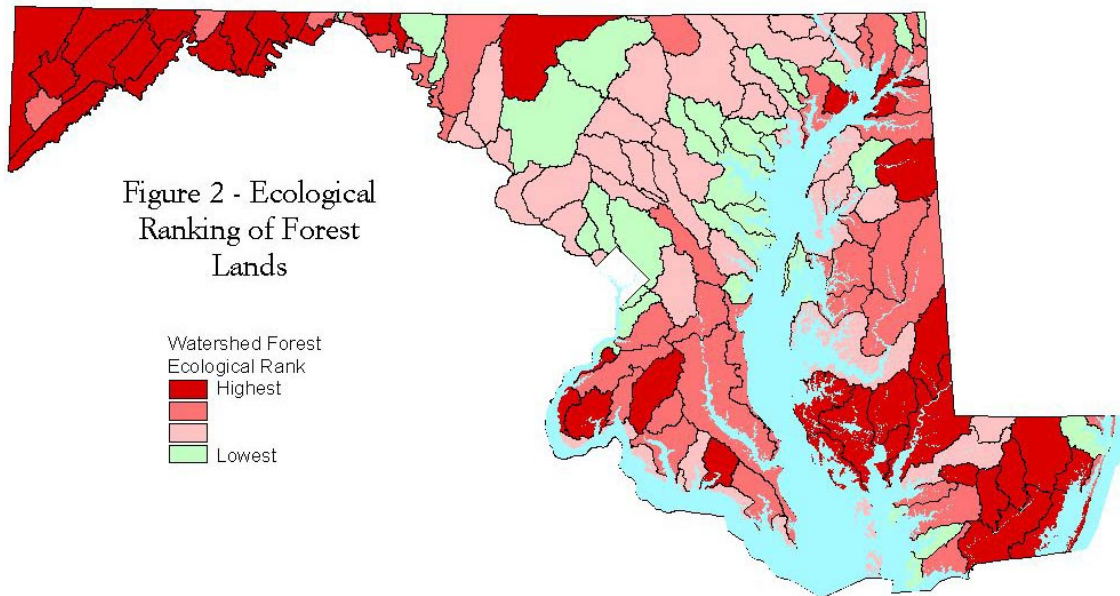 Figure 2 - Ecological
Ranking of Forest
Lands
Watershed Forest
Ecological Rank
Highest
Lowest